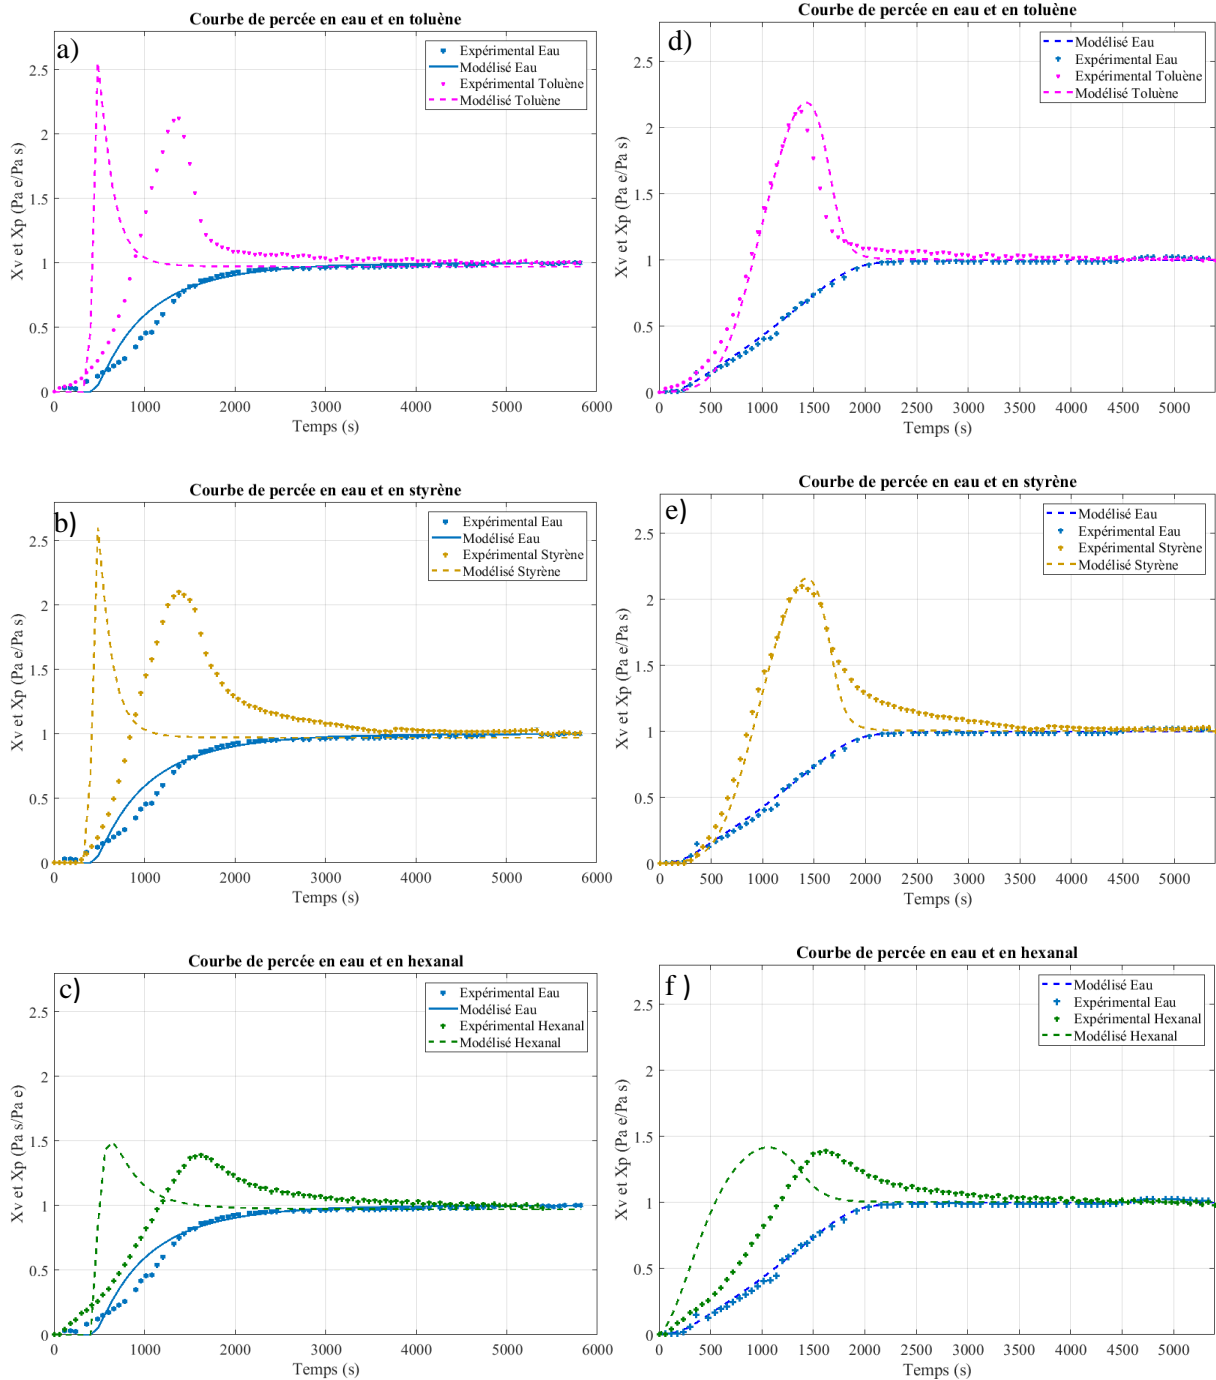 Courbe de percée en eau et en toluène
a)
Expérimental Eau
Modélisé Eau
Expérimental Toluène
Modélisé Toluène
2.5
2
1.5
1
0.5
0
Xv et Xp (Pa e/Pa s)
0 1000 2000 3000 4000 5000 6000
Temps (s)
Courbe de percée en eau et en toluène
d)
Modélisé Eau
Expérimental Eau
Expérimental Toluène
Modélisé Toluène
2.5
2
1.5
1
0.5
0
Xv et Xp (Pa e/Pa s)
0 500 1000 1500 2000 2500 3000 3500 4000 4500 5000
Temps (s)
Courbe de percée en eau et en styrène
b)
Expérimental Eau
Modélisé Eau
Expérimental Styrène
Modélisé Styrène
2.5
2
1.5
1
0.5
0
Xv et Xp (Pa e/Pa s)
0 1000 2000 3000 4000 5000 6000
Temps (s)
Courbe de percée en eau et en styrène
e)
Modélisé Eau
Expérimental Eau
Expérimental Styrène
Modélisé Styrène
2.5
2
1.5
1
0.5
0
Xv et Xp (Pa e/Pa s)
0 500 1000 1500 2000 2500 3000 3500 4000 4500 5000
Temps (s)
Courbe de percée en eau et en hexanal
c)
Expérimental Eau
Modélisé Eau
Expérimental Hexanal
Modélisé Hexanal
2.5
2
1.5
1
0.5
0
Xv et Xp (Pa s/Pa e)
0 1000 2000 3000 4000 5000 6000
Temps (s)
Courbe de percée en eau et en hexanal
f )
Modélisé Eau
Expérimental Eau
Expérimental Hexanal
Modélisé Hexanal
2.5
2
1.5
1
0.5
0
Xv et Xp (Pa e/Pa s)
0 500 1000 1500 2000 2500 3000 3500 4000 4500 5000
Temps (s)